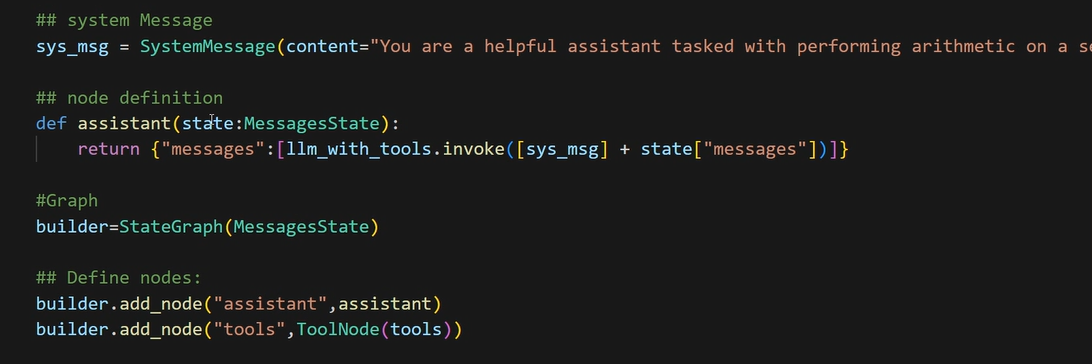 ## system Message
sys_msg = SystemMessage(content="You are a helpful assistant tasked with performing arithmetic on a
## node definition
def assistant(state:MessagesState):
return {"messages":[llm_with_tools.invoke([sys_msg] + state["messages"])]}
#Graph
builder=StateGraph(MessagesState)
## Define nodes:
builder.add_node("assistant",assistant)
builder.add_node("tools",ToolNode(tools))